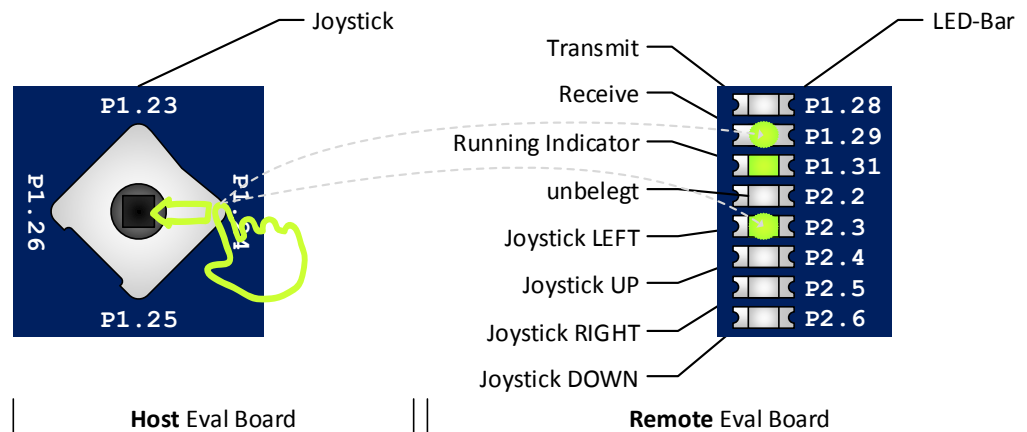 Joystick
LED-Bar
Transmit
Receive
Running Indicator
unbelegt
Joystick LEFT
Joystick UP
Joystick RIGHT
Joystick DOWN
P1.23
P1.26
P1.25
P1.28
P1.29
P1.31
P2.2
P2.3
P2.4
P2.5
P2.6
Host Eval Board
Remote Eval Board